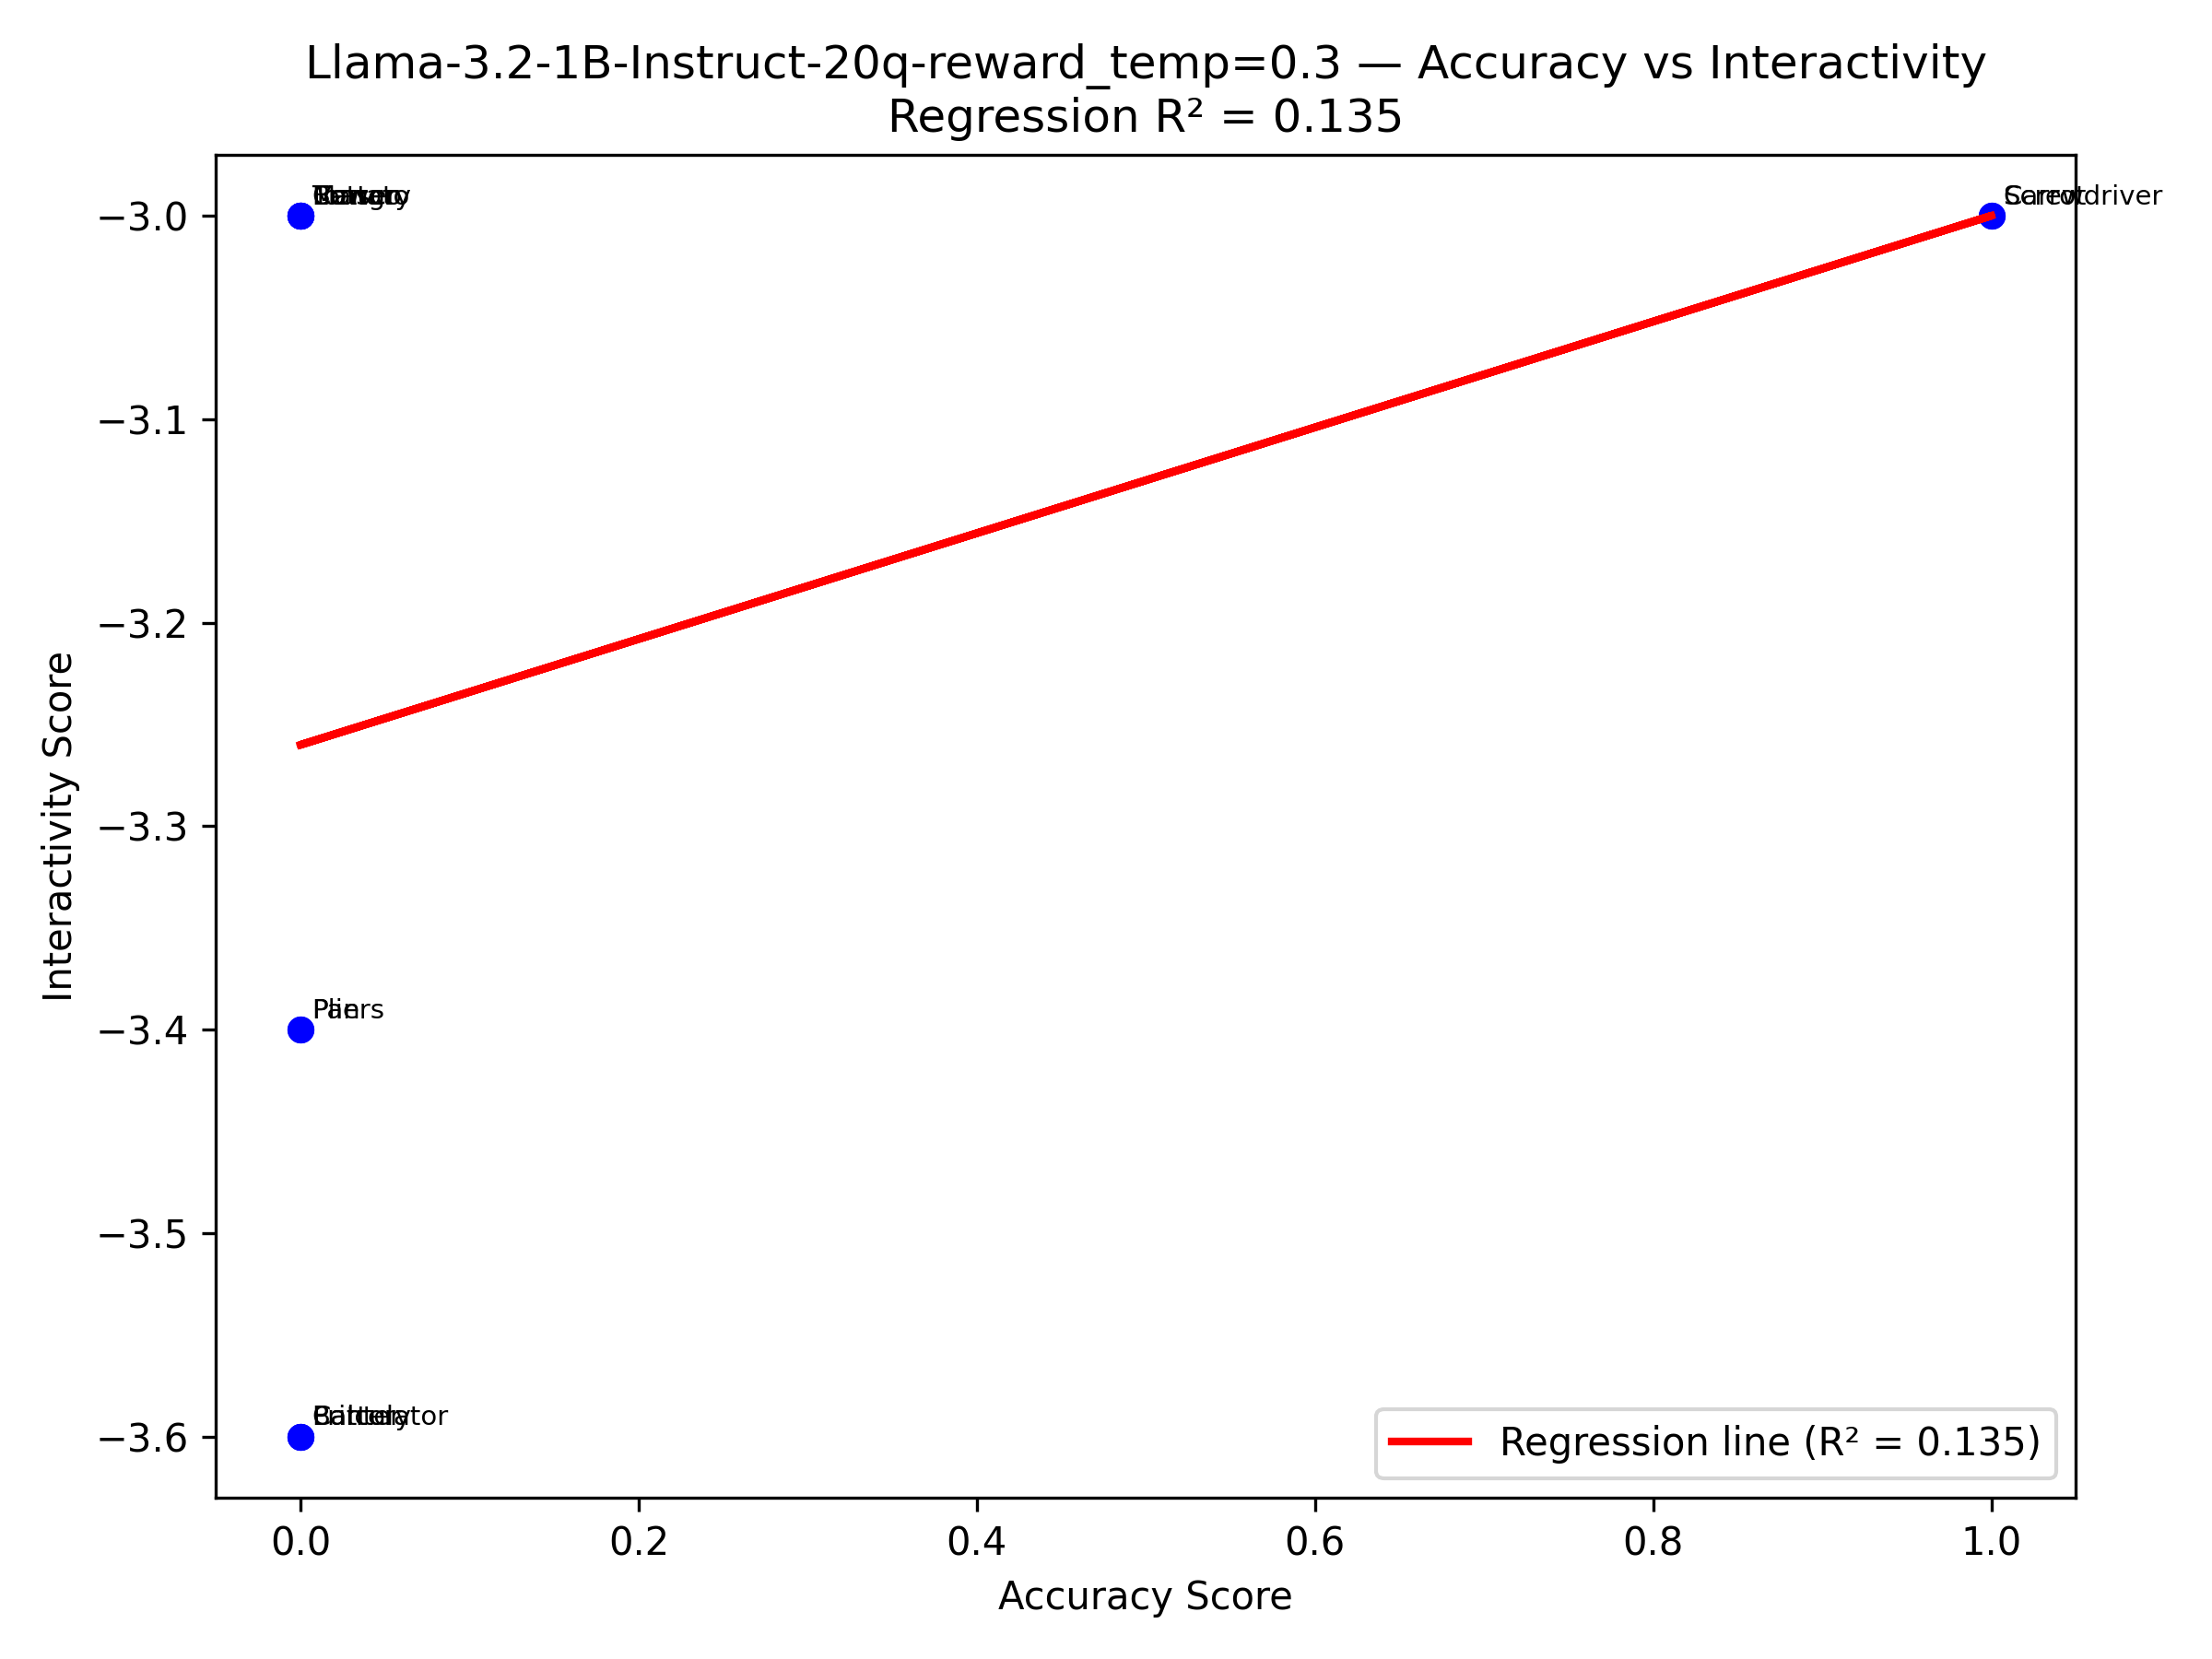 Llama-3.2-1B-Instruct-20q-reward_temp=0.3 — Accuracy vs Interactivity
Regression R² = 0.135
Interactivity Score
−3.0
−3.1
−3.2
−3.3
−3.4
−3.5
−3.6
Screwdriver
Carrot
Pliers
Calculator
Battery
Regression line (R² = 0.135)
0.0
0.2
0.4
0.6
0.8
1.0
Accuracy Score